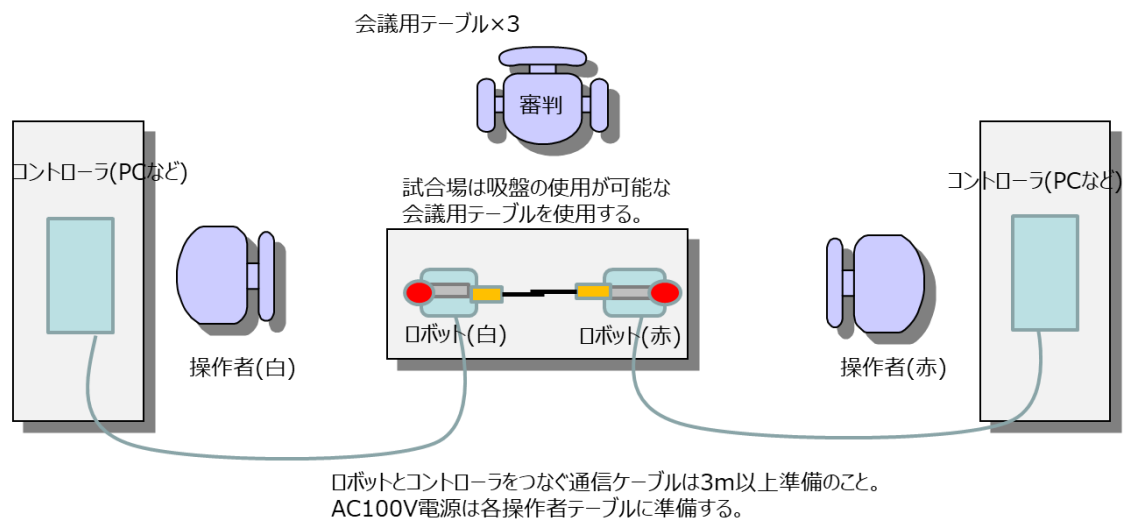 会議用テーブル×3
審判
コントローラ(PCなど)
コントローラ(PCなど)
試合場は吸盤の使用が可能な
会議用テーブルを使用する。
ロボット(白)
ロボット(赤)
操作者(白)
操作者(赤)
ロボットとコントローラをつなぐ通信ケーブルは3m以上準備のこと。
AC100V電源は各操作者テーブルに準備する。